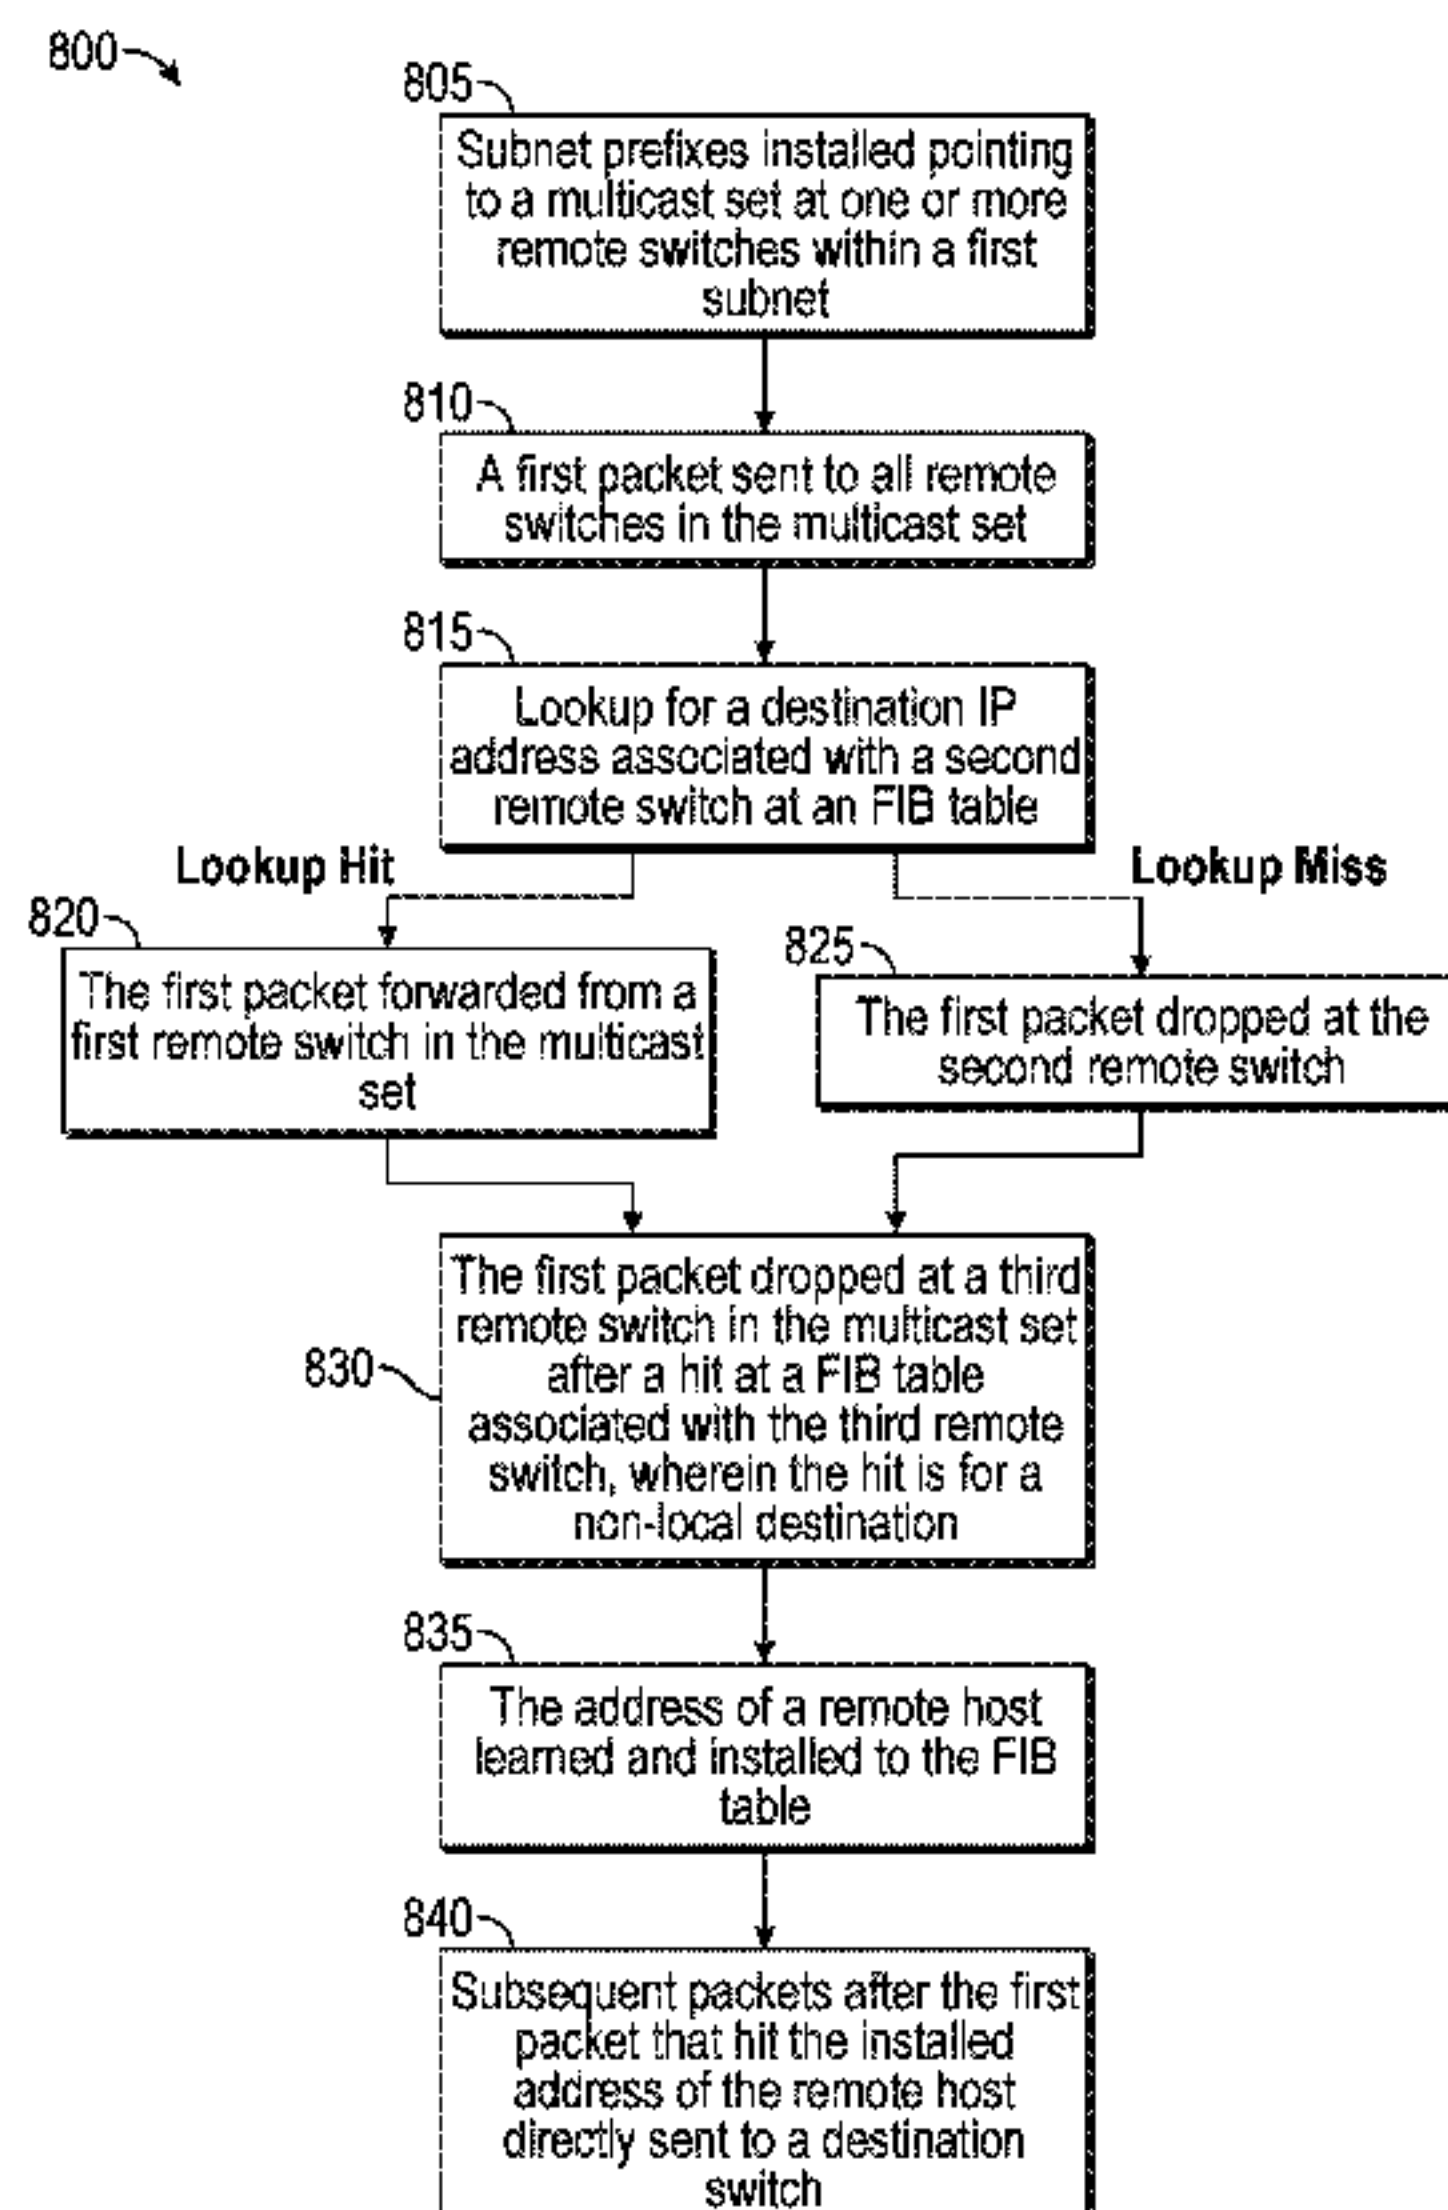 800
805
Subnet prefixes installed pointing
to a multicast set at one or more
remote switches within a first
subnet
810
A first packet sent to all remote
switches in the multicast set
815
Lookup for a destination IP
address associated with a second
remote switch at an FIB table
Lookup Hit
Lookup Miss
820
The first packet forwarded from a
first remote switch in the multicast
set
825
The first packet dropped at the
second remote switch
830
The first packet dropped at a third
remote switch in the multicast set
after a hit at a FIB table
associated with the third remote
switch, wherein the hit is for a
non-local destination
835
The address of a remote host
learned and installed to the FIB
table
840
Subsequent packets after the first
packet that hit the installed
address of the remote host
directly sent to a destination
switch